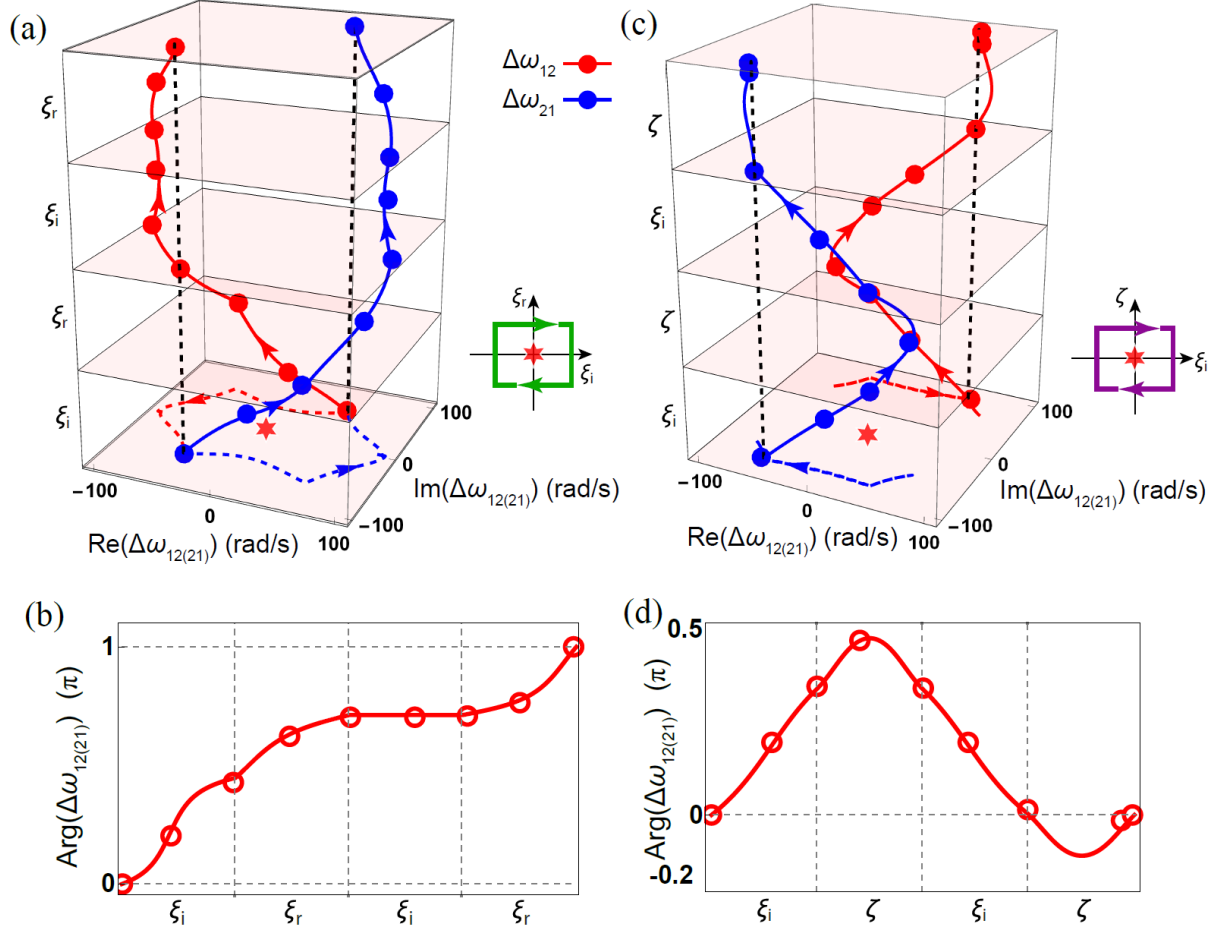 (a)
ξr
ξi
ξr
ξi
−100
0
100
Re(Δω12(21)) (rad/s)
100
0
−100
Im(Δω12(21)) (rad/s)
Δω12
Δω21
ξr
ξi
(c)
ζ
ξi
ζ
ξi
−100
0
100
Re(Δω12(21)) (rad/s)
100
0
−100
Im(Δω12(21)) (rad/s)
ζ
ξi
(b)
1
0
Arg(Δω12(21)) (π)
ξi ξr ξi ξr
(d)
0.5
0
-0.2
Arg(Δω12(21)) (π)
ξi ζ ξi ζ